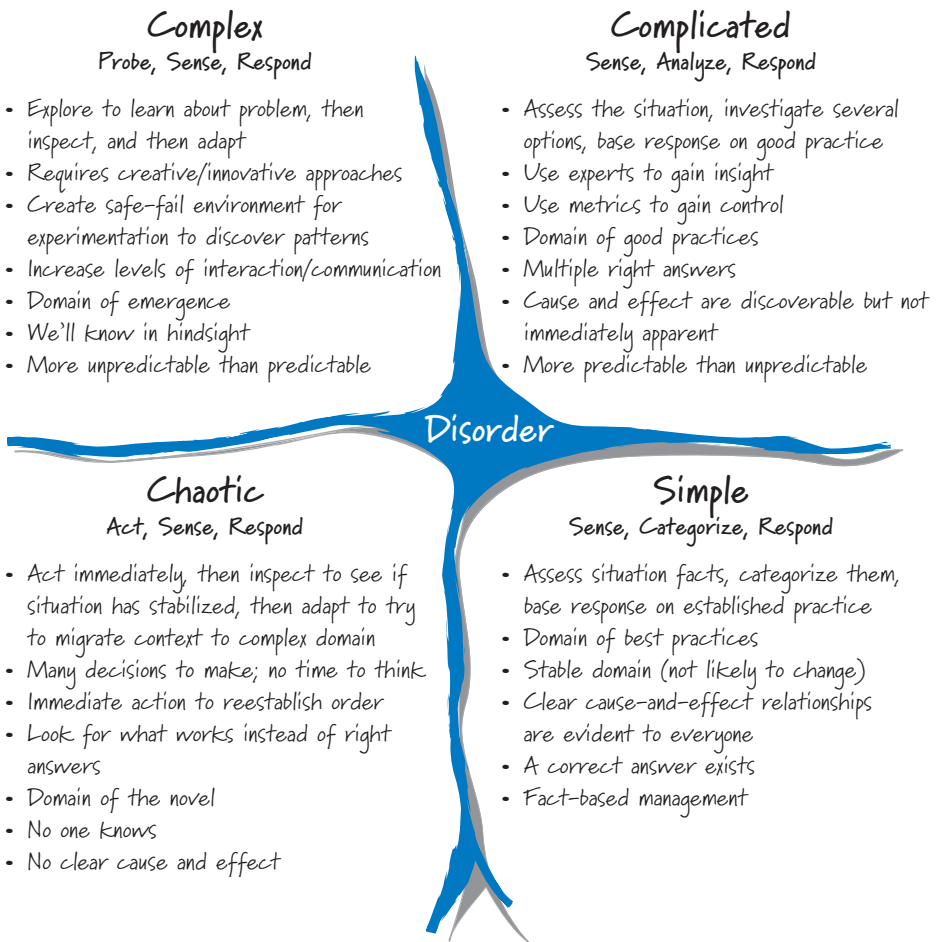 Complex
Probe, Sense, Respond
• Explore to learn about problem, then
inspect, and then adapt
• Requires creative/innovative approaches
• Create safe-fail environment for
experimentation to discover patterns
• Increase levels of interaction/communication
• Domain of emergence
• We'll know in hindsight
• More unpredictable than predictable
Complicated
Sense, Analyze, Respond
• Assess the situation, investigate several
options, base response on good practice
• Use experts to gain insight
• Use metrics to gain control
• Domain of good practices
• Multiple right answers
• Cause and effect are discoverable but not
immediately apparent
• More predictable than unpredictable
Disorder
Chaotic
Act, Sense, Respond
• Act immediately, then inspect to see if
situation has stabilized, then adapt to try
to migrate context to complex domain
• Many decisions to make; no time to think
• Immediate action to reestablish order
• Look for what works instead of right
answers
• Domain of the novel
• No one knows
• No clear cause and effect
Simple
Sense, Categorize, Respond
• Assess situation facts, categorize them,
base response on established practice
• Domain of best practices
• Stable domain (not likely to change)
• Clear cause-and-effect relationships
are evident to everyone
• A correct answer exists
• Fact-based management